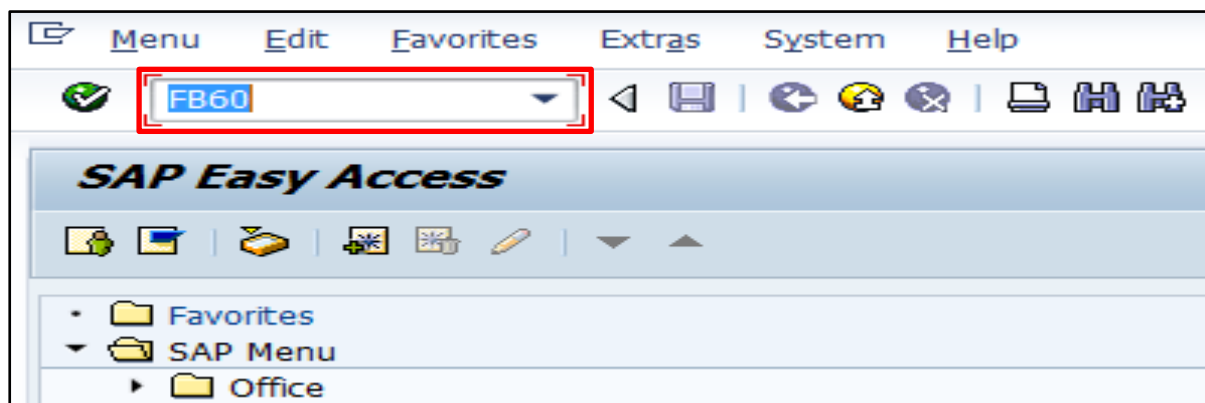 Menu Edit Favorites Extras System Help
FB60
SAP Easy Access
Favorites
SAP Menu
Office